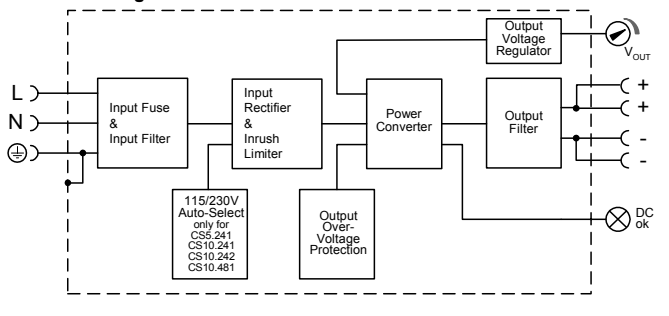 Output
Voltage
Regulator
VOUT
L
N
Input Fuse
&
Input Filter
Input
Rectifier
&
Inrush
Limiter
Power
Converter
Output
Filter
+
+
-
-
115/230V
Auto-Select
only for
CS5.241
CS10.241
CS10.242
CS10.481
Output
Over-
Voltage
Protection
DC
ok